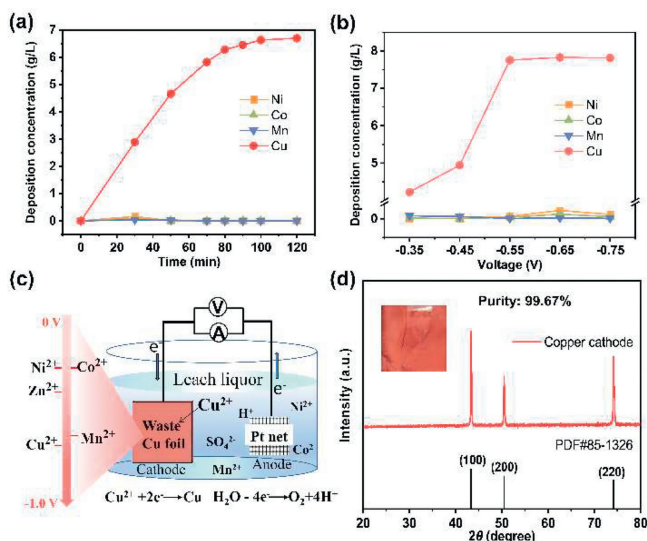 (a)
Deposition concentration (g/L)
7
6
5
4
3
2
1
0
Ni
Co
Mn
Cu
0 20 40 60 80 100 120
Time (min)
(b)
Deposition concentration (g/L)
8
7
6
5
0
Ni
Co
Mn
Cu
-0.35 -0.45 -0.55 -0.65 -0.75
Voltage (V)
(c)
0 V
Ni²⁺ Co²⁺
Zn²⁺
Cu²⁺ Mn²⁺
-1.0 V
V
A
e⁻
e⁻
Leach liquor
Cu²⁺
Waste
Cu foil
Cathode
H⁺
SO₄²⁻
Mn²⁺
Ni²⁺
Pt net
Co²
Anode
Cu²⁺ +2e⁻→Cu H₂O - 4e⁻→O₂+4H⁻
(d)
Purity: 99.67%
Copper cathode
Intensity (a.u.)
PDF#85-1326
(100)
(200)
(220)
20 30 40 50 60 70 80
2θ (degree)